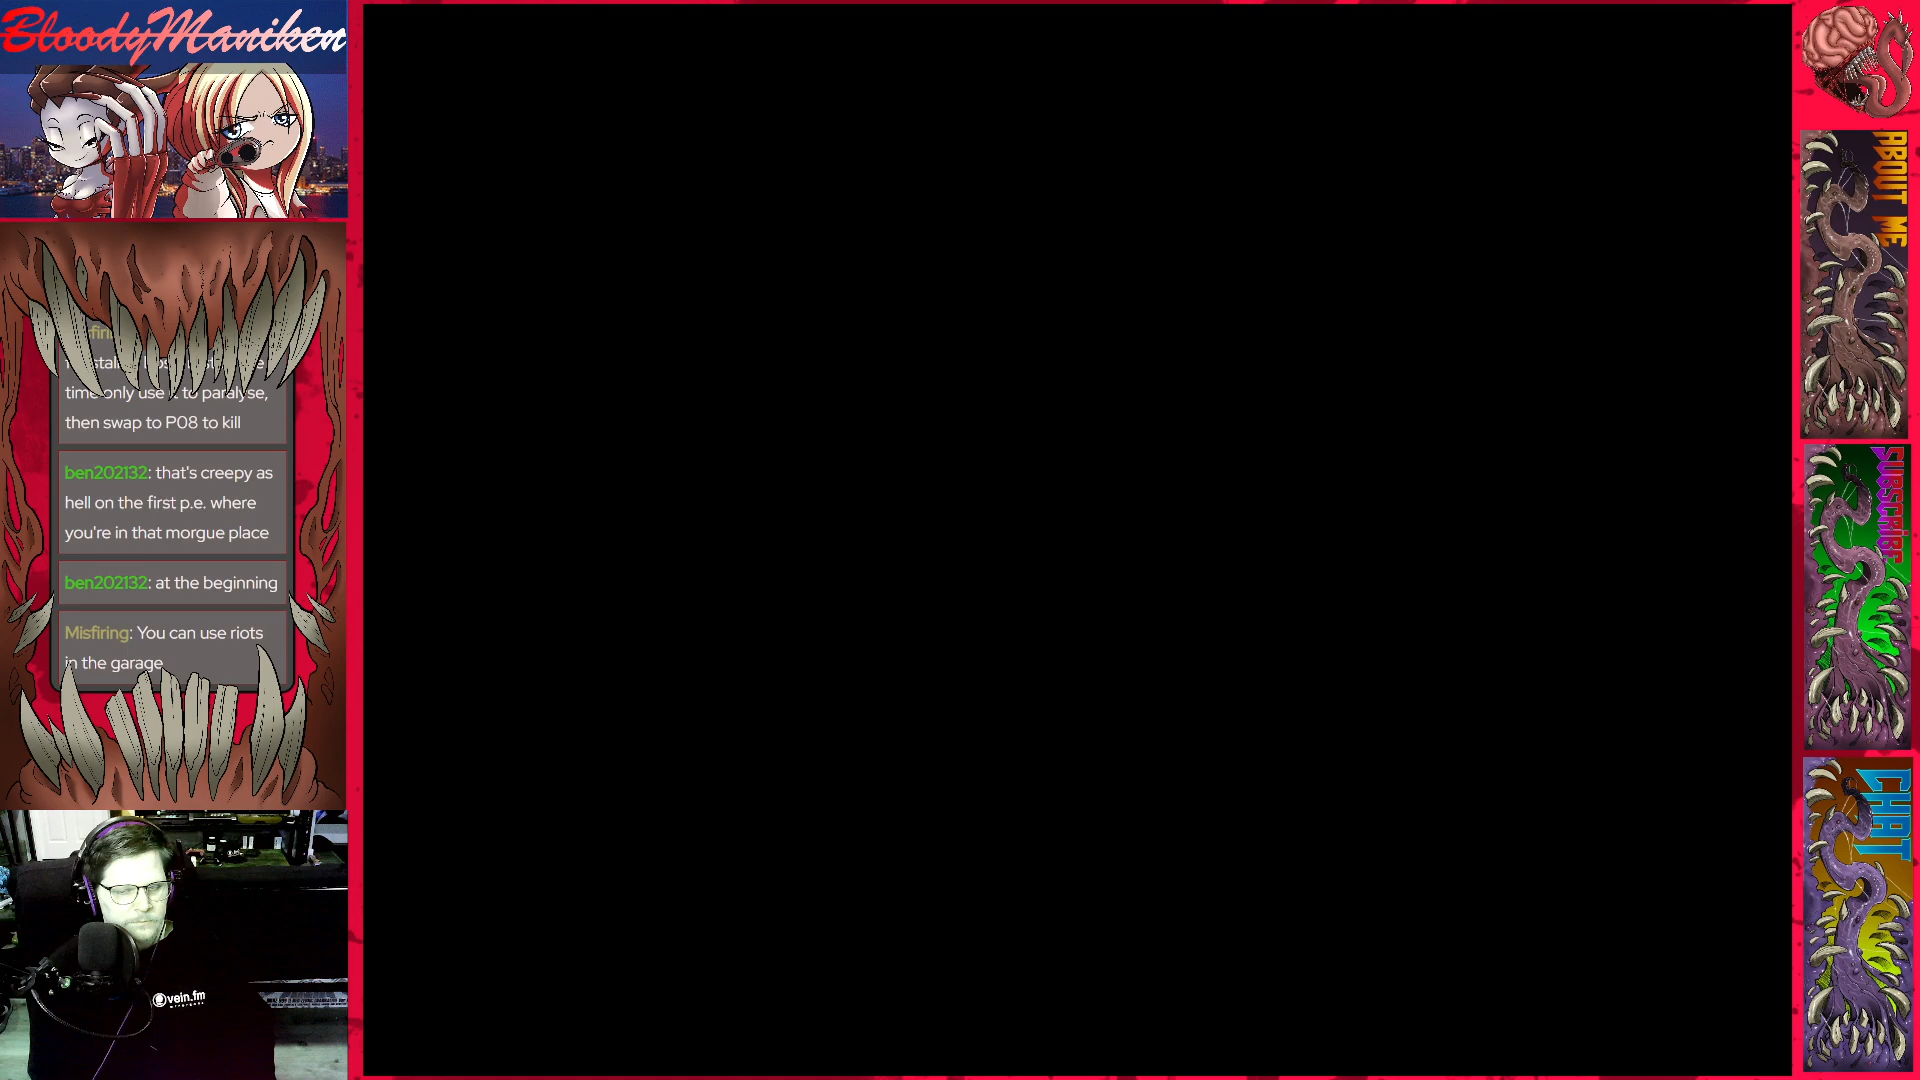 BloodyManiken
time only use to paralyse,
then swap to P08 to kill
ben202132: that's creepy as
hell on the first p.e. where
you're in that morgue place
ben202132: at the beginning
Misfiring: You can use riots
in the garage
vein.fm
ABOUT ME
SUBSCRIBE
CHAT